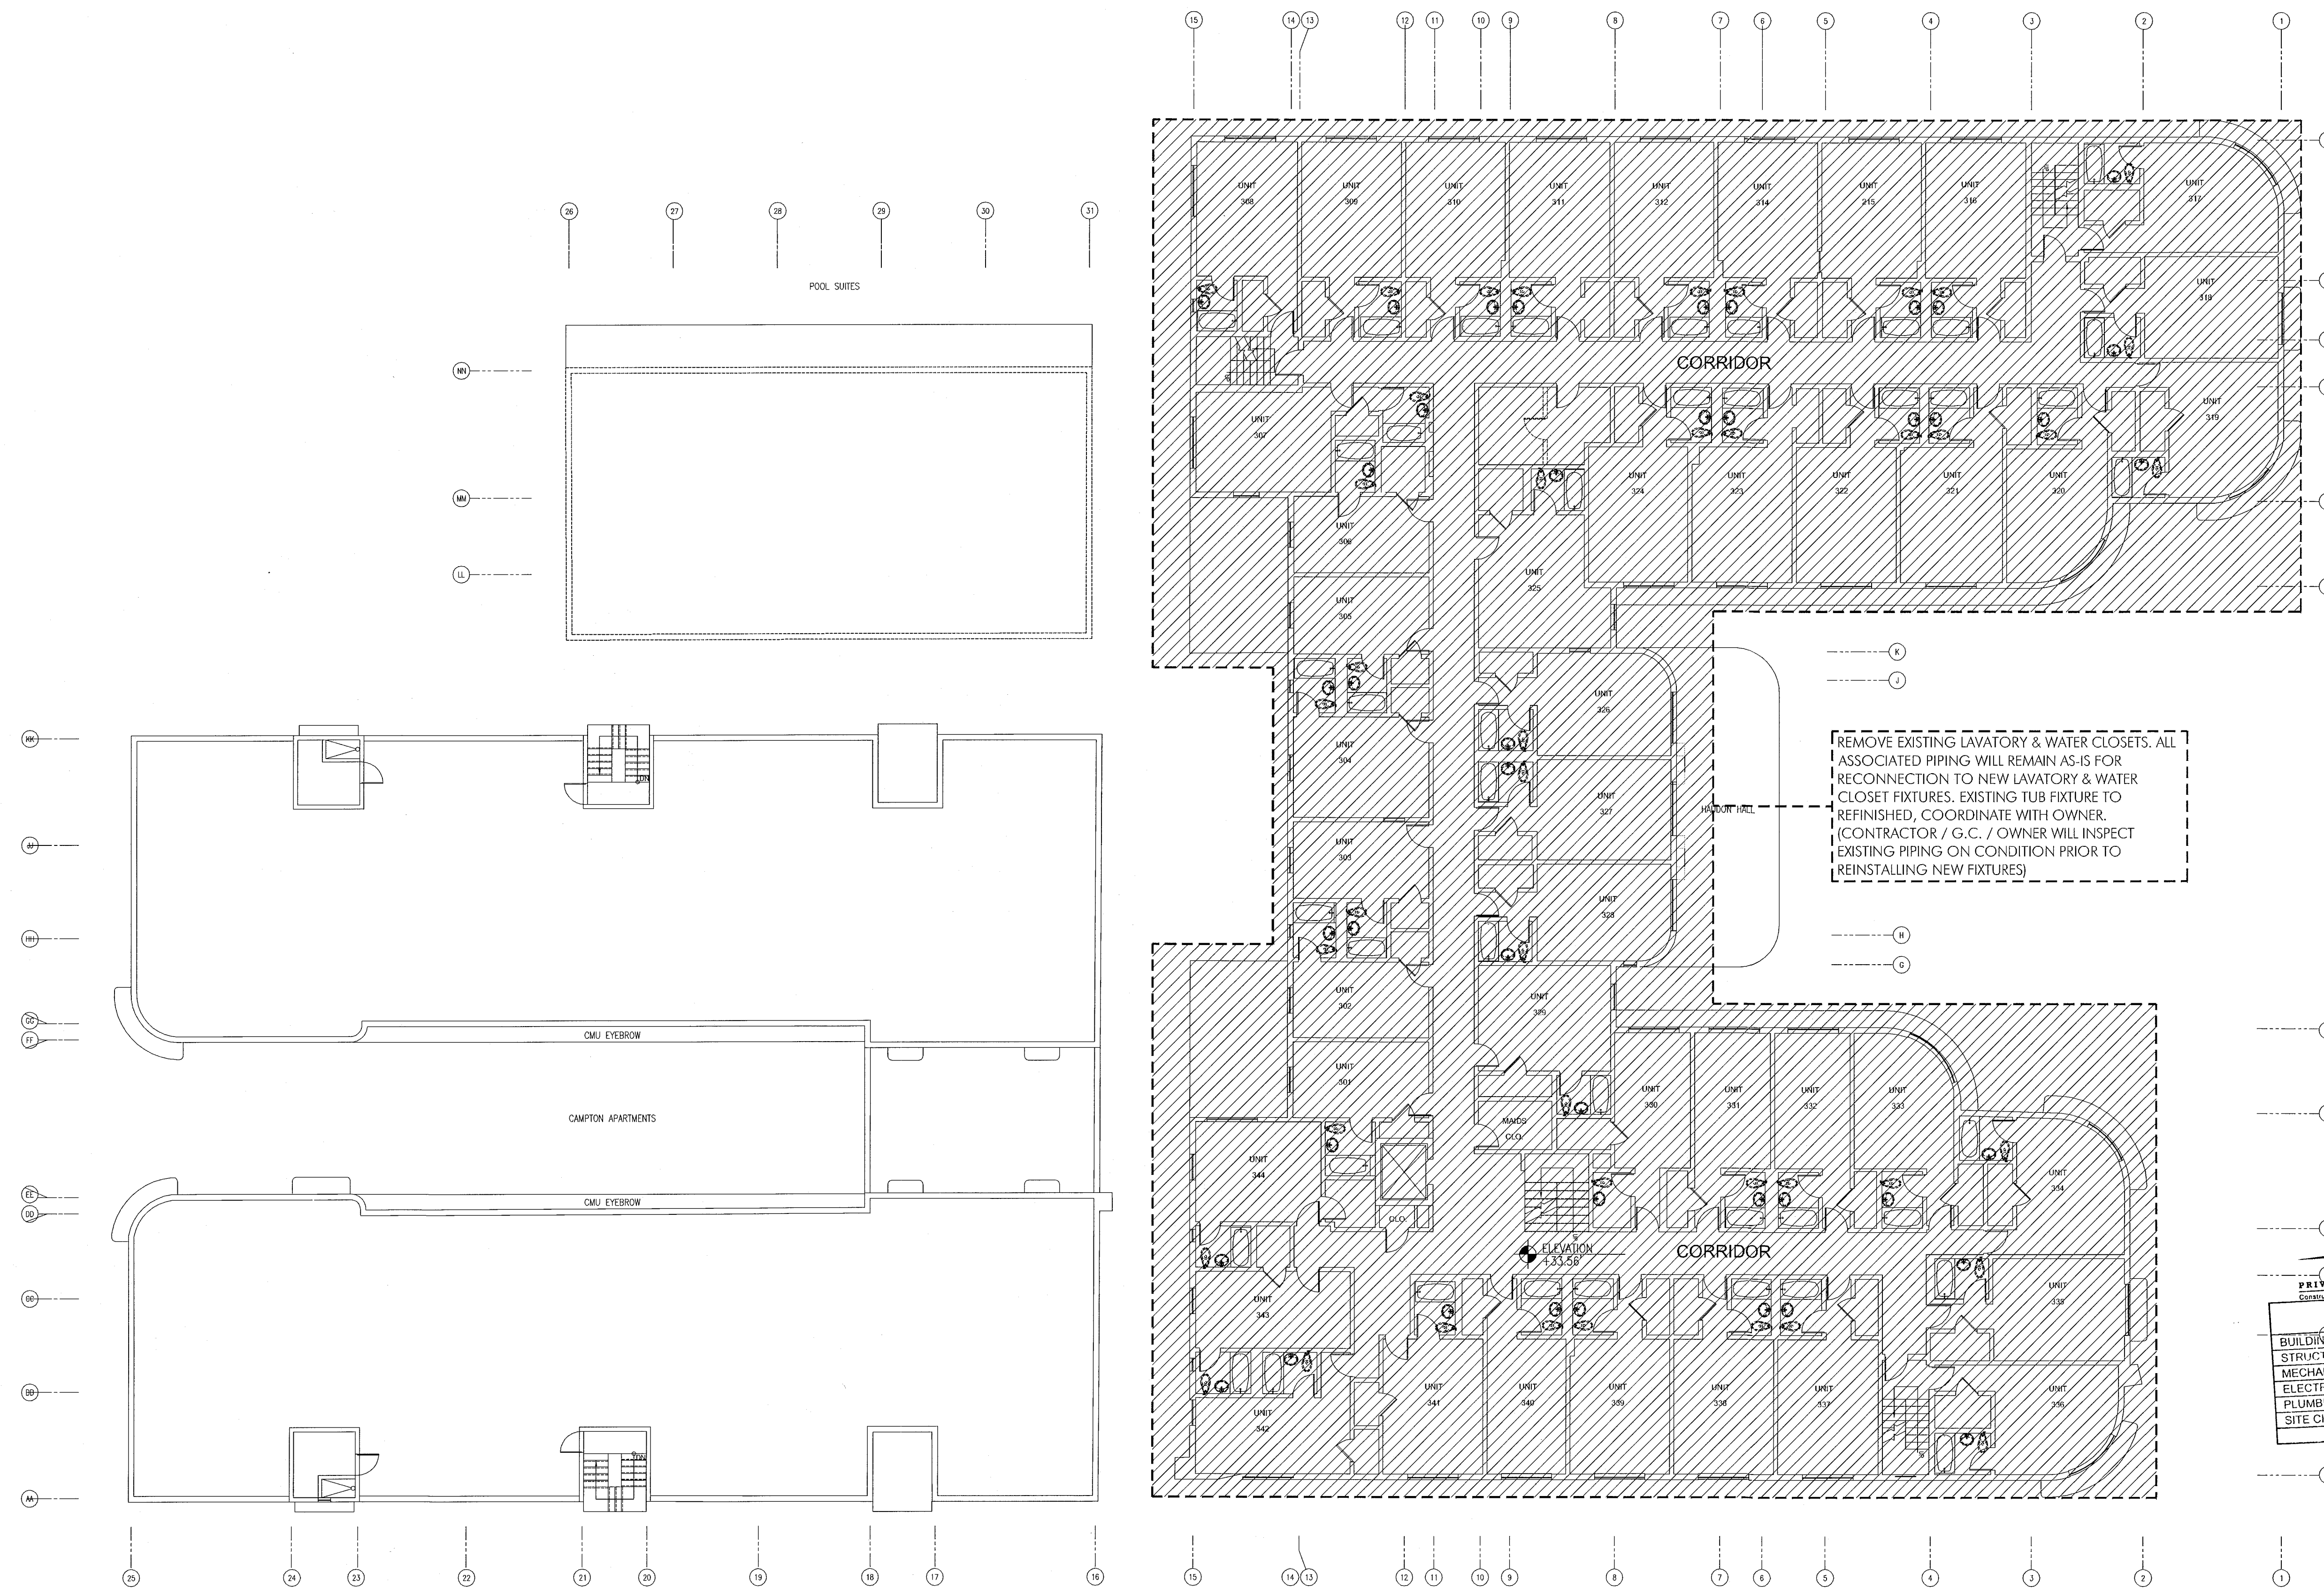 15 14 13 12 11 10 9 8 7 6 5 4 3 2 1
26 27 28 29 30 31
POOL SUITES
NN
MM
LL
UNIT
308
UNIT
309
UNIT
310
UNIT
311
UNIT
312
UNIT
314
UNIT
215
UNIT
316
UNIT
317
UNIT
318
CORRIDOR
UNIT
319
UNIT
307
UNIT
324
UNIT
323
UNIT
322
UNIT
321
UNIT
320
UNIT
306
UNIT
325
UNIT
305
K
J
UNIT
326
UNIT
304
UNIT
327
HADDON HALL
UNIT
303
UNIT
328
REMOVE EXISTING LAVATORY & WATER CLOSETS. ALL
ASSOCIATED PIPING WILL REMAIN AS-IS FOR
RECONNECTION TO NEW LAVATORY & WATER
CLOSET FIXTURES. EXISTING TUB FIXTURE TO
REFINISHED, COORDINATE WITH OWNER.
(CONTRACTOR / G.C. / OWNER WILL INSPECT
EXISTING PIPING ON CONDITION PRIOR TO
REINSTALLING NEW FIXTURES)
H
G
UNIT
302
UNIT
329
UNIT
301
MAIDS
CLO.
UNIT
330
UNIT
331
UNIT
332
UNIT
333
UNIT
334
UNIT
344
CLO.
ELEVATION
+33.56'
CORRIDOR
UNIT
335
UNIT
343
UNIT
342
UNIT
341
UNIT
340
UNIT
339
UNIT
338
UNIT
337
UNIT
336
KK
JJ
HH
GG
FF
EE
DD
CC
BB
AA
DN
CMU EYEBROW
CAMPTON APARTMENTS
CMU EYEBROW
DN
25 24 23 22 21 20 19 18 17 16
15 14 13 12 11 10 9 8 7 6 5 4 3 2 1
PRIV
Constru
BUILDIN
STRUCT
MECHA
ELECTR
PLUMB
SITE C